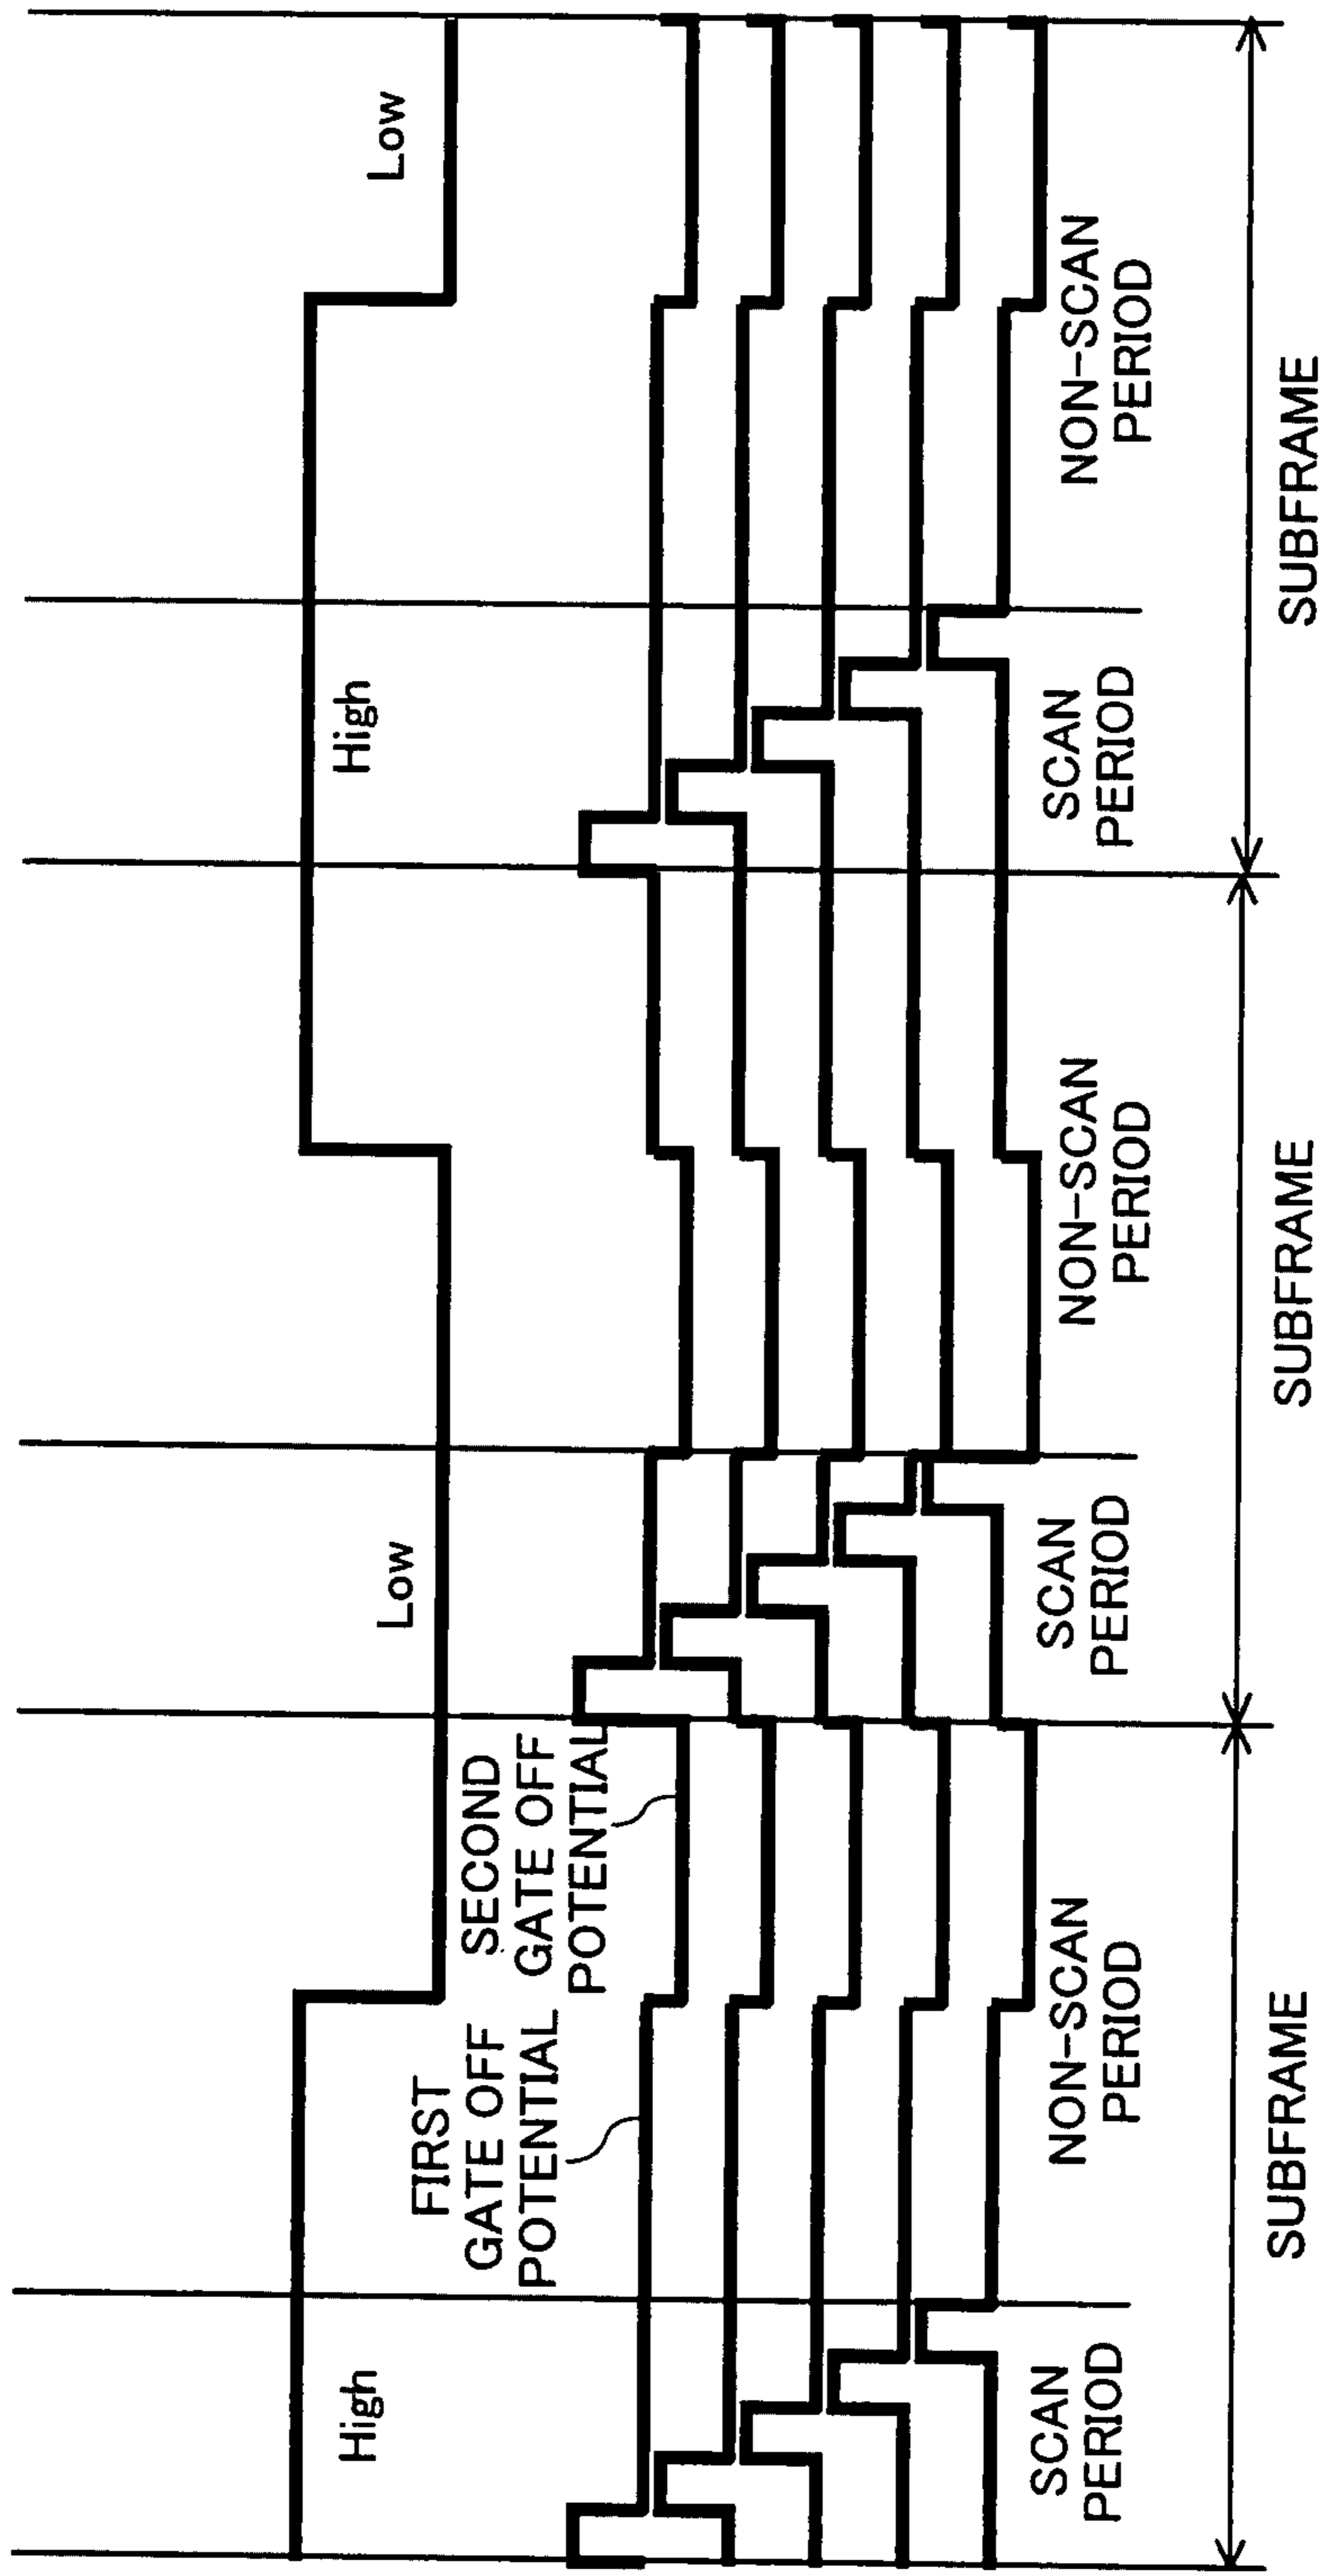 High
Low
High
Low
FIRST
GATE OFF
POTENTIAL
SECOND
GATE OFF
POTENTIAL
SCAN
PERIOD
NON-SCAN
PERIOD
SCAN
PERIOD
NON-SCAN
PERIOD
SCAN
PERIOD
NON-SCAN
PERIOD
SUBFRAME
SUBFRAME
SUBFRAME